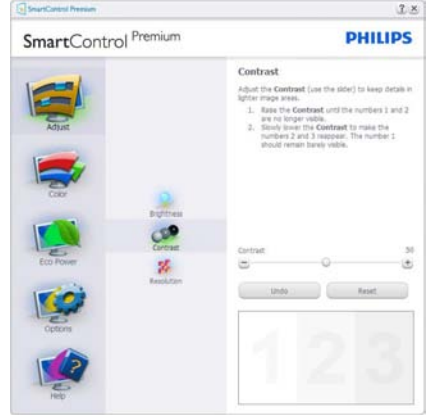 SmartControl Premium
SmartControl Premium
PHILIPS
Adjust
Color
Eco Power
Options
Help
Brightness
Contrast
Resolution
Contrast
Adjust the Contrast (use the slider) to keep details in
lighter image areas.
1. Raise the Contrast until the numbers 1 and 2
are no longer visible.
2. Slowly lower the Contrast to make the
numbers 2 and 3 reappear. The number 1
should remain barely visible.
Contrast 50
Undo Reset
1 2 3